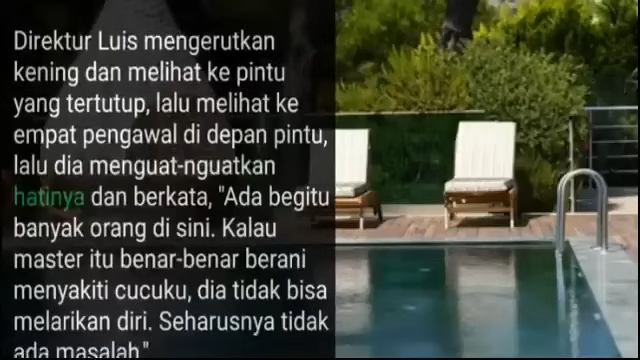 Direktur Luis mengerutkan
kening dan melihat ke pintu
yang tertutup, lalu melihat ke
empat pengawal di depan pintu,
lalu dia menguat-nguatkan
hatinya dan berkata, "Ada begitu
banyak orang di sini. Kalau
master itu benar-benar berani
menyakiti cucuku, dia tidak bisa
melarikan diri. Seharusnya tidak
ada masalah."